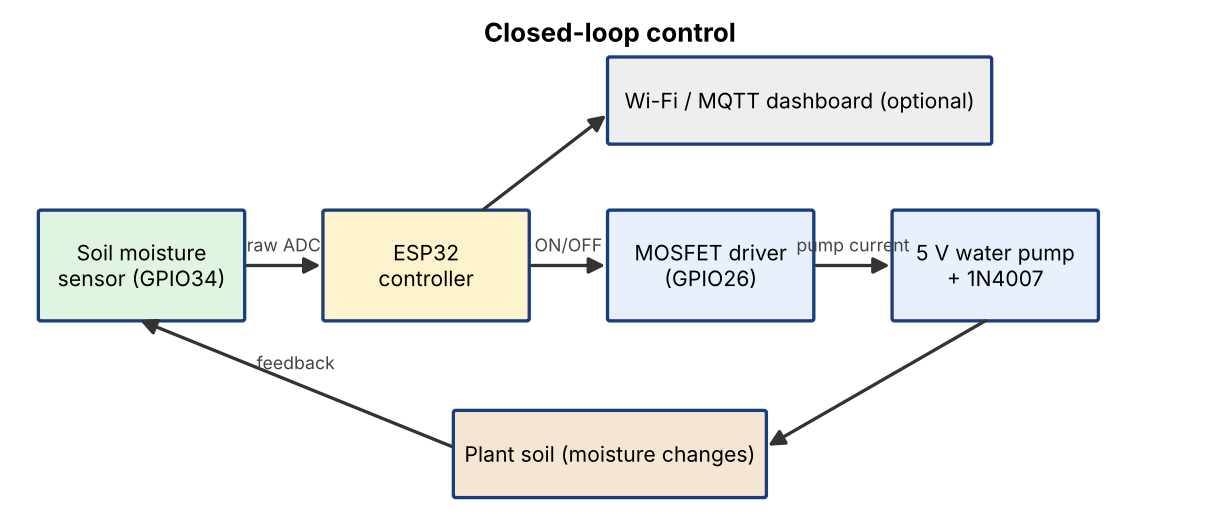 Closed-loop control
Wi-Fi / MQTT dashboard (optional)
Soil moisture
sensor (GPIO34)
raw ADC
ESP32
controller
ON/OFF
MOSFET driver
(GPIO26)
pump current
5 V water pump
+ 1N4007
feedback
Plant soil (moisture changes)